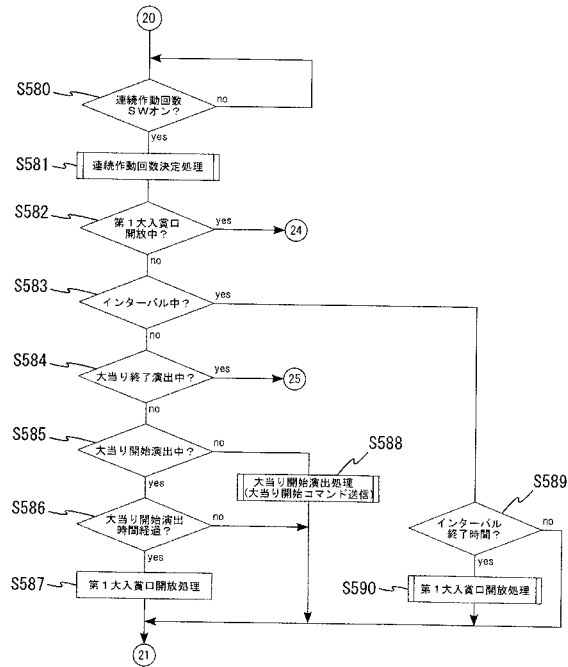 20
S580
連続作動回数
SWオン?
no
yes
S581
連続作動回数決定処理
S582
第1大入賞口
開放中?
yes
24
no
S583
インターバル中?
yes
no
S584
大当り終了演出中?
yes
25
no
S585
大当り開始演出中?
no
yes
S588
大当り開始演出処理
(大当り開始コマンド送信)
S586
大当り開始演出
時間経過?
no
yes
S589
インターバル
終了時間?
no
yes
S587
第1大入賞口開放処理
S590
第1大入賞口開放処理
21